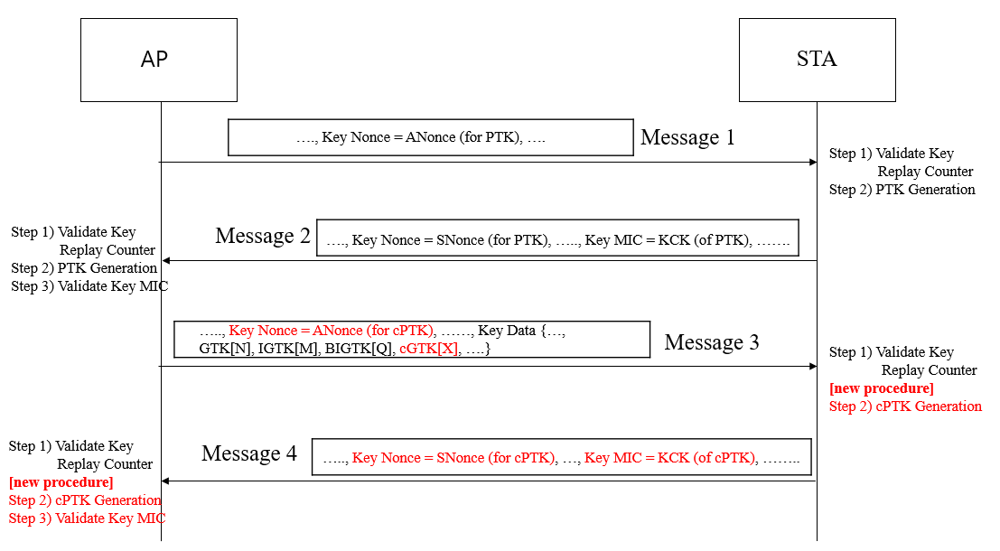 AP
STA
…., Key Nonce = ANonce (for PTK), ….
Message 1
Step 1) Validate Key
Replay Counter
Step 2) PTK Generation
Step 1) Validate Key
Replay Counter
Step 2) PTK Generation
Step 3) Validate Key MIC
Message 2
…., Key Nonce = SNonce (for PTK), ….., Key MIC = KCK (of PTK), …….
….., Key Nonce = ANonce (for cPTK), ……, Key Data {…,
GTK[N], IGTK[M], BIGTK[Q], cGTK[X], ….}
Message 3
Step 1) Validate Key
Replay Counter
[new procedure]
Step 2) cPTK Generation
Step 1) Validate Key
Replay Counter
[new procedure]
Step 2) cPTK Generation
Step 3) Validate Key MIC
Message 4
….., Key Nonce = SNonce (for cPTK), …, Key MIC = KCK (of cPTK), ……..